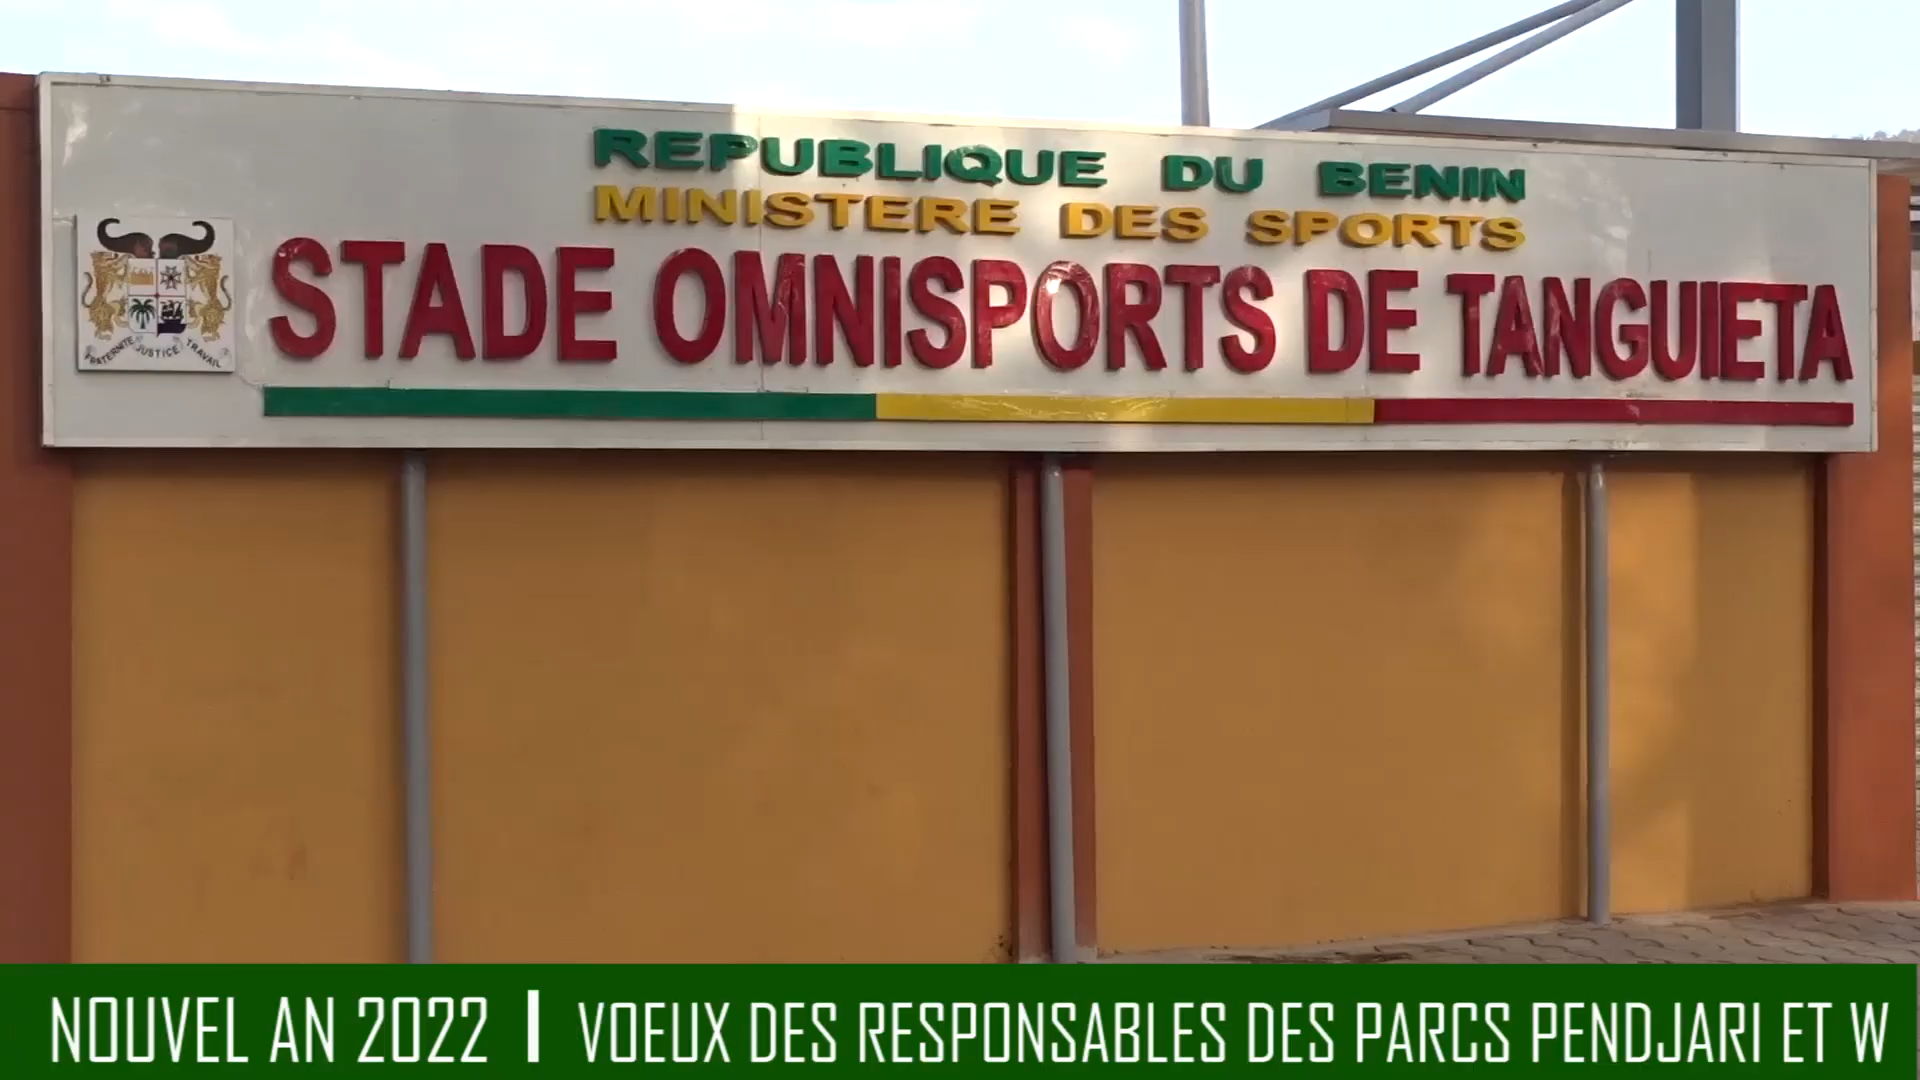 REPUBLIQUE DU BENIN
MINISTERE DES SPORTS
STADE OMNISPORTS DE TANGUIETA
FRATERNITE JUSTICE TRAVAIL
NOUVEL AN 2022 | VOEUX DES RESPONSABLES DES PARCS PENDJARI ET W